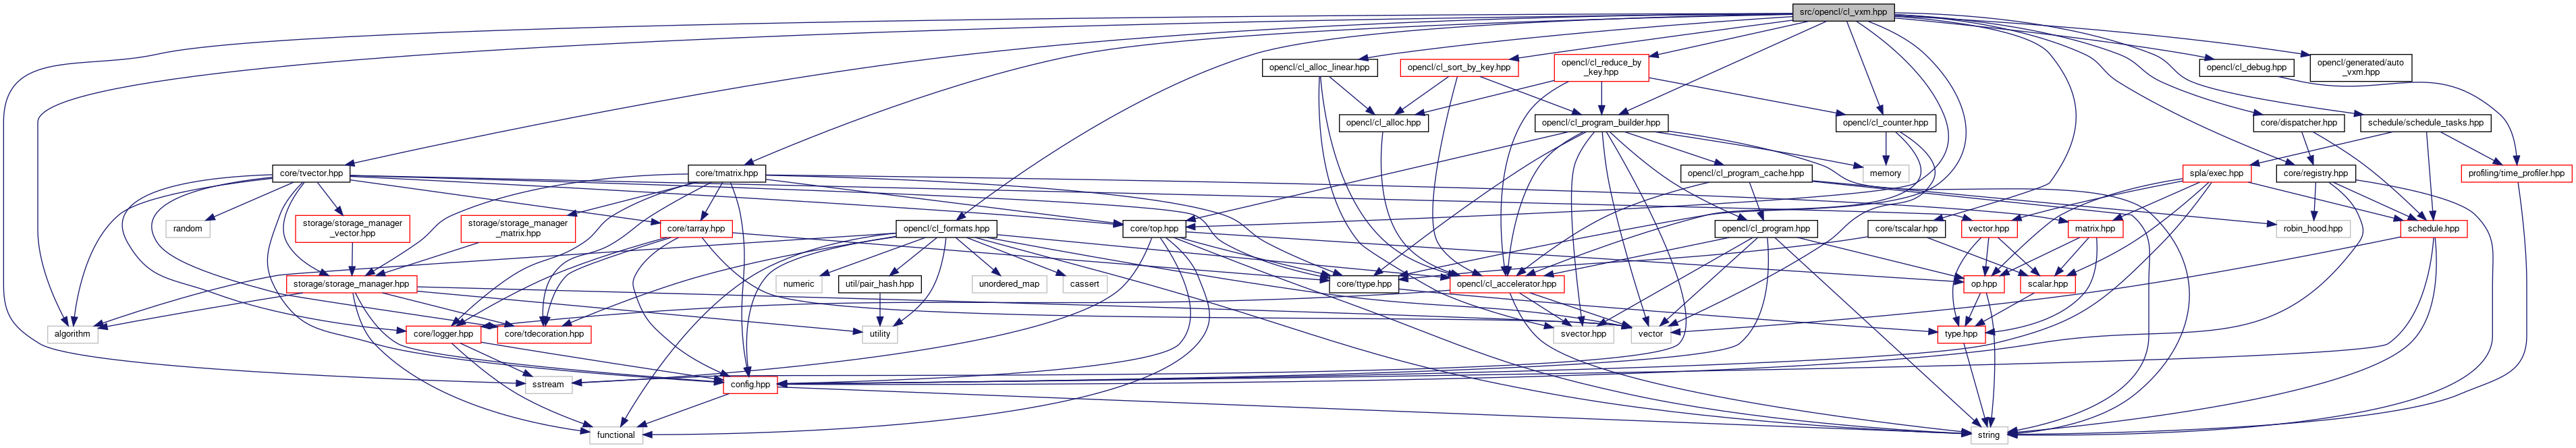 src/opencl/cl_vxm.hpp
opencl/cl_alloc_linear.hpp
opencl/cl_sort_by_key.hpp
opencl/cl_reduce_by
_key.hpp
opencl/cl_debug.hpp
opencl/generated/auto
_vxm.hpp
opencl/cl_alloc.hpp
opencl/cl_program_builder.hpp
opencl/cl_counter.hpp
core/dispatcher.hpp
schedule/schedule_tasks.hpp
core/tvector.hpp
core/tmatrix.hpp
opencl/cl_program_cache.hpp
memory
spla/exec.hpp
core/registry.hpp
profiling/time_profiler.hpp
random
storage/storage_manager
_vector.hpp
storage/storage_manager
_matrix.hpp
core/tarray.hpp
opencl/cl_formats.hpp
core/top.hpp
opencl/cl_program.hpp
core/tscalar.hpp
vector.hpp
matrix.hpp
robin_hood.hpp
schedule.hpp
storage/storage_manager.hpp
numeric
util/pair_hash.hpp
unordered_map
cassert
core/ttype.hpp
opencl/cl_accelerator.hpp
op.hpp
scalar.hpp
algorithm
core/logger.hpp
core/tdecoration.hpp
utility
svector.hpp
vector
type.hpp
sstream
config.hpp
functional
string